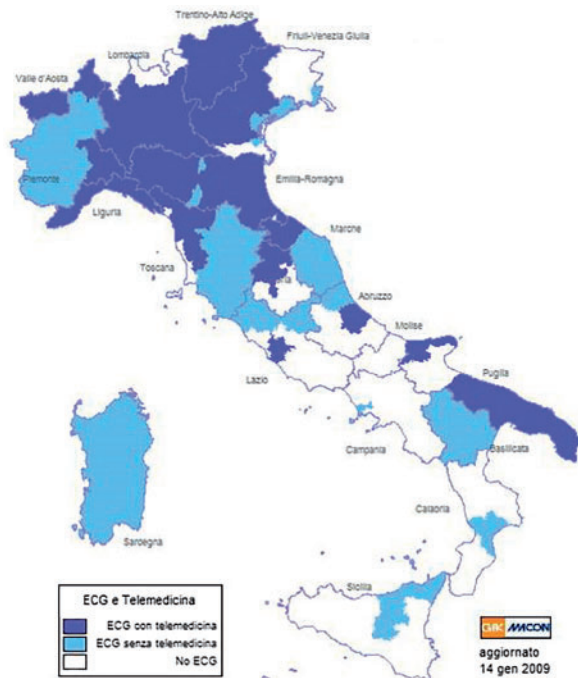 Trentino-Alto Adige
Friuli-Venezia Giulia
Lombardia
Valle d'Aosta
Piemonte
Emilia-Romagna
Liguria
Marche
Toscana
Abruzzo
Molise
Lazio
Puglia
Campania
Basilicata
Calabria
Sardegna
Sicilia
ECG e Telemedicina
ECG con telemedicina
ECG senza telemedicina
No ECG
GfK MACON
aggiornato
14 gen 2009